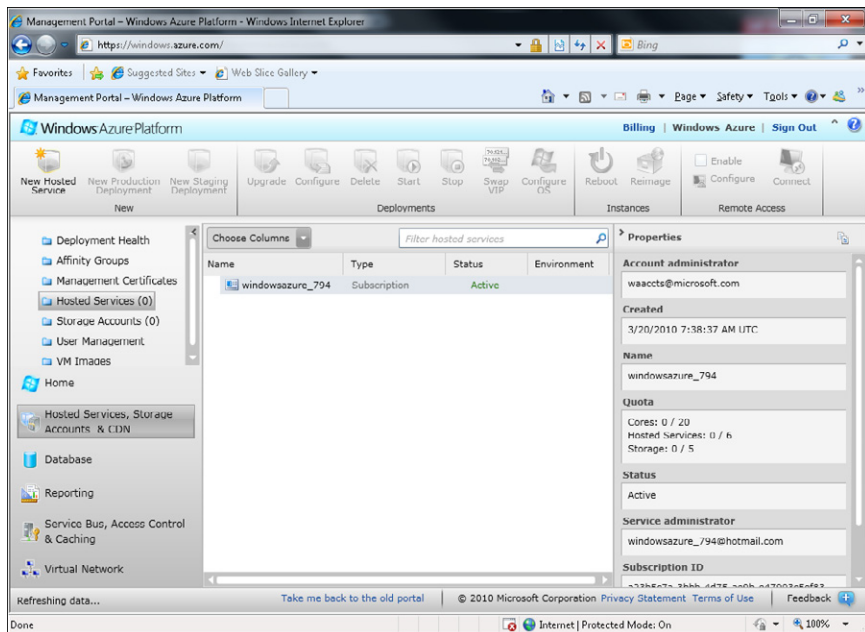 Management Portal – Windows Azure Platform - Windows Internet Explorer
https://windows.azure.com/
Bing
Favorites Suggested Sites Web Slice Gallery
Management Portal – Windows Azure Platform
Page Safety Tools
Windows Azure Platform
Billing | Windows Azure | Sign Out
New Hosted Service
New Production Deployment
New Staging Deployment
Upgrade
Configure
Delete
Start
Stop
Swap VIP
Configure OS
Reboot
Reimage
Enable
Configure
Connect
New
Deployments
Instances
Remote Access
Deployment Health
Affinity Groups
Management Certificates
Hosted Services (0)
Storage Accounts (0)
User Management
VM Images
Home
Hosted Services, Storage
Accounts & CDN
Database
Reporting
Service Bus, Access Control
& Caching
Virtual Network
Choose Columns
Filter hosted services
Name Type Status Environment
windowsazure_794 Subscription Active
Properties
Account administrator
waaccts@microsoft.com
Created
3/20/2010 7:38:37 AM UTC
Name
windowsazure_794
Quota
Cores: 0 / 20
Hosted Services: 0 / 6
Storage: 0 / 5
Status
Active
Service administrator
windowsazure_794@hotmail.com
Subscription ID
Refreshing data...
Take me back to the old portal
© 2010 Microsoft Corporation Privacy Statement Terms of Use
Feedback
Done
Internet | Protected Mode: On
100%